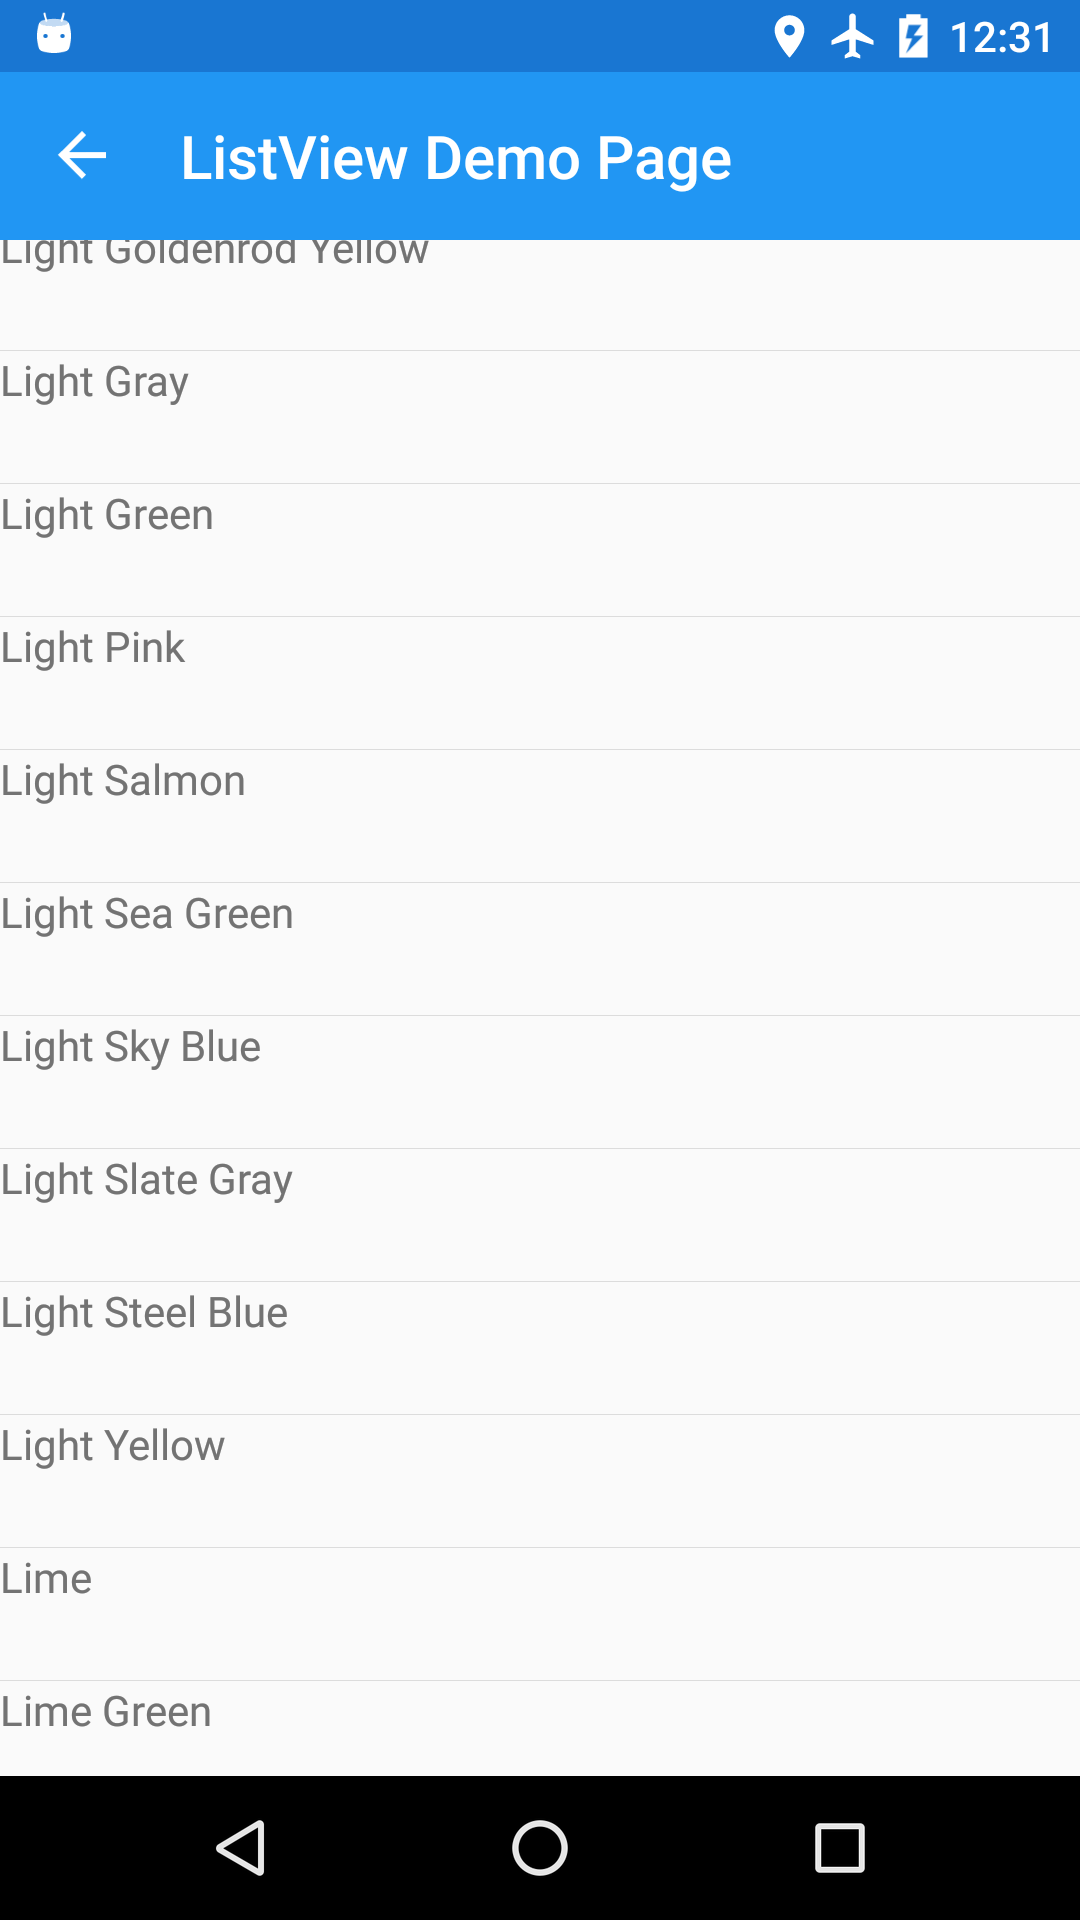 12:31
ListView Demo Page
Light Goldenrod Yellow
Light Gray
Light Green
Light Pink
Light Salmon
Light Sea Green
Light Sky Blue
Light Slate Gray
Light Steel Blue
Light Yellow
Lime
Lime Green